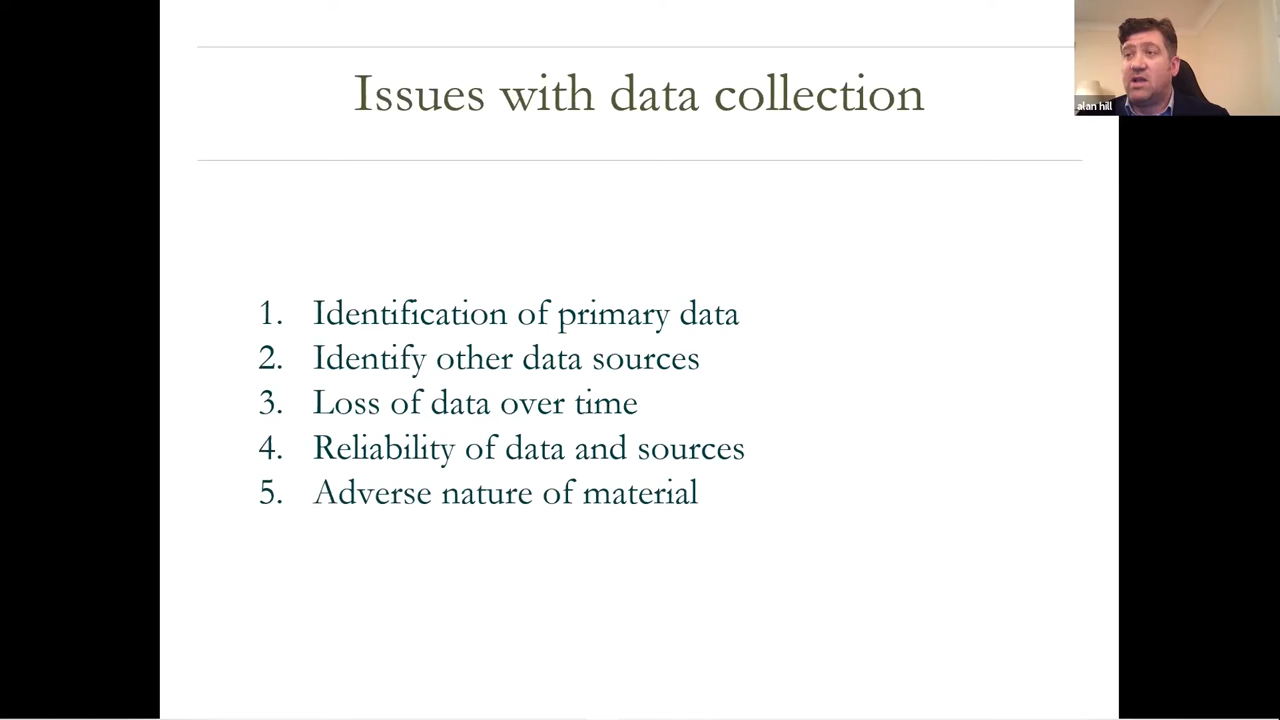 Issues with data collection
alan hill
1. Identification of primary data
2. Identify other data sources
3. Loss of data over time
4. Reliability of data and sources
5. Adverse nature of material